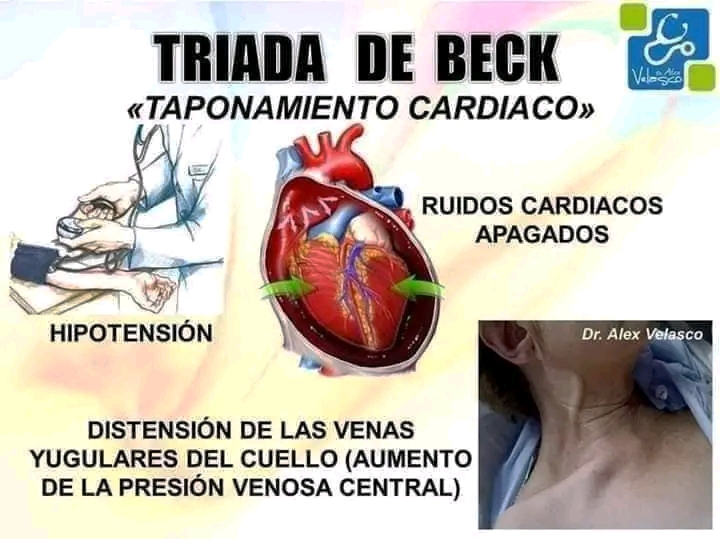 TRIADA DE BECK
«TAPONAMIENTO CARDIACO»
Dr. Alex
Velasco
RUIDOS CARDIACOS
APAGADOS
HIPOTENSIÓN
Dr. Alex Velasco
DISTENSIÓN DE LAS VENAS
YUGULARES DEL CUELLO (AUMENTO
DE LA PRESIÓN VENOSA CENTRAL)